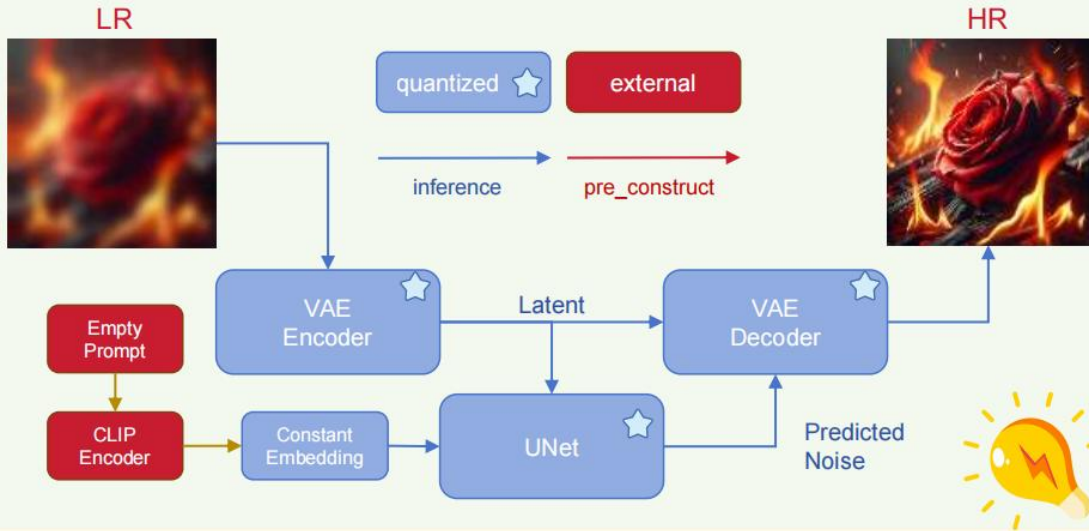 LR
HR
quantized
external
inference
pre_construct
VAE
Encoder
Latent
VAE
Decoder
Empty
Prompt
CLIP
Encoder
Constant
Embedding
UNet
Predicted
Noise